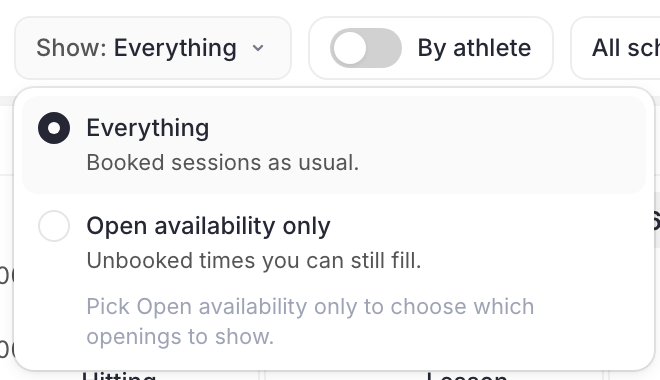 Show: Everything
By athlete
Everything
Booked sessions as usual.
Open availability only
Unbooked times you can still fill.
Pick Open availability only to choose which
openings to show.